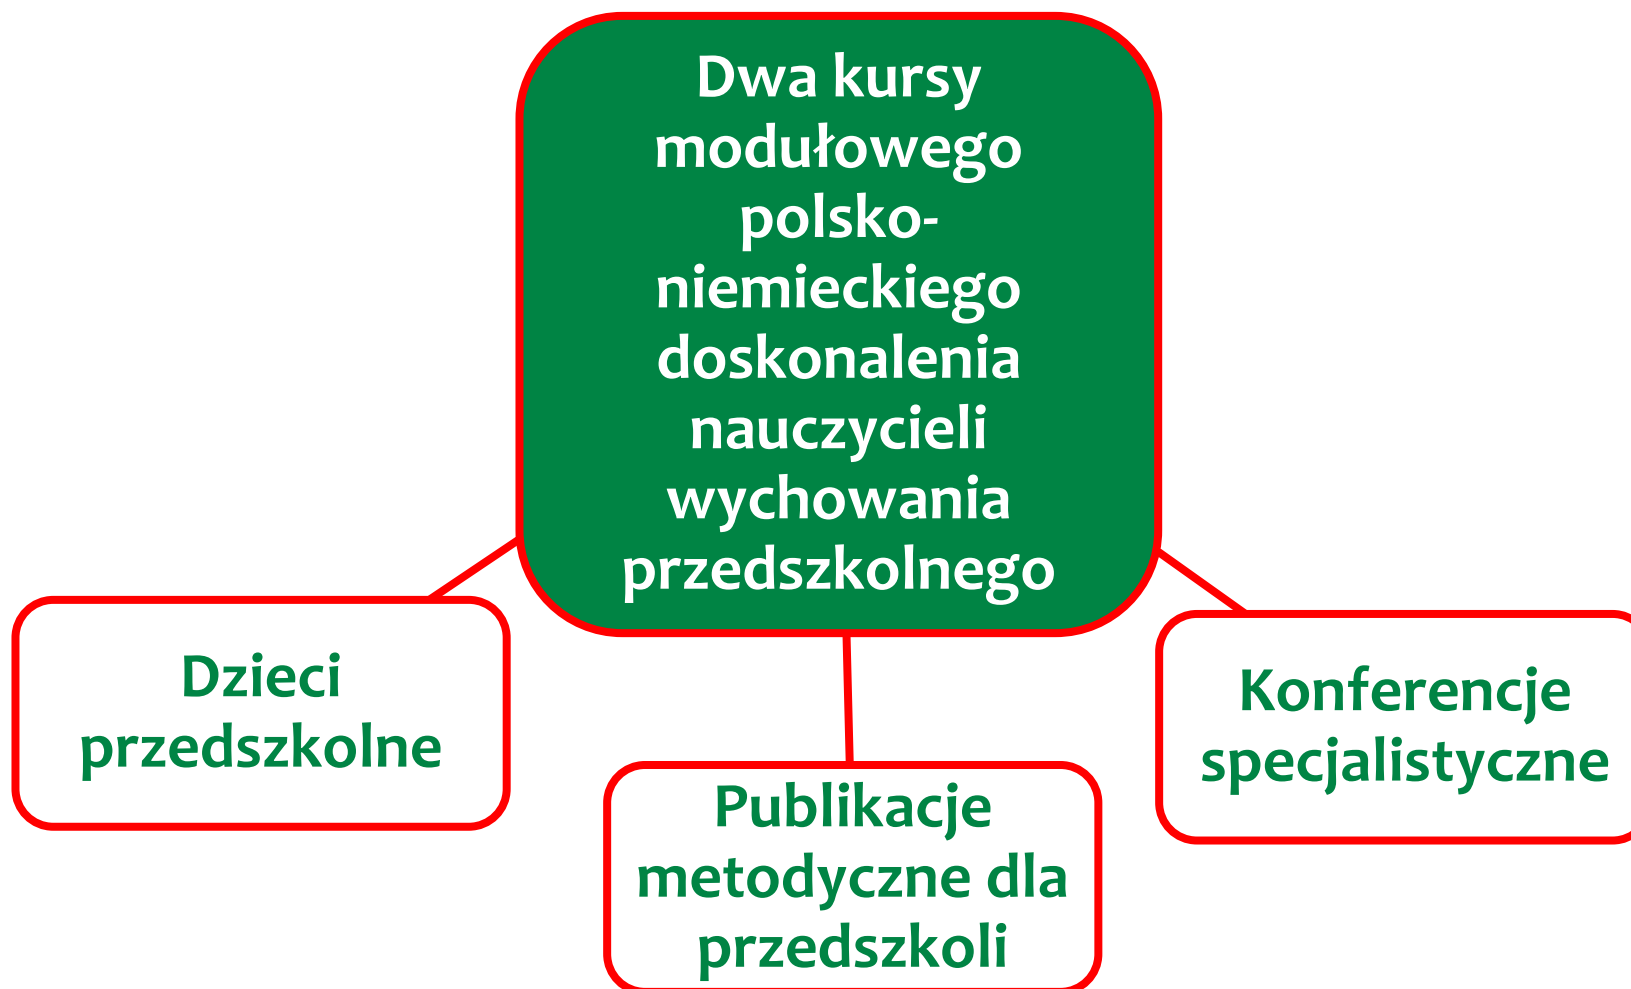 Dwa kursy
modułowego
polsko-
niemieckiego
doskonalenia
nauczycieli
wychowania
przedszkolnego
Dzieci
przedszkolne
Publikacje
metodyczne dla
przedszkoli
Konferencje
specjalistyczne